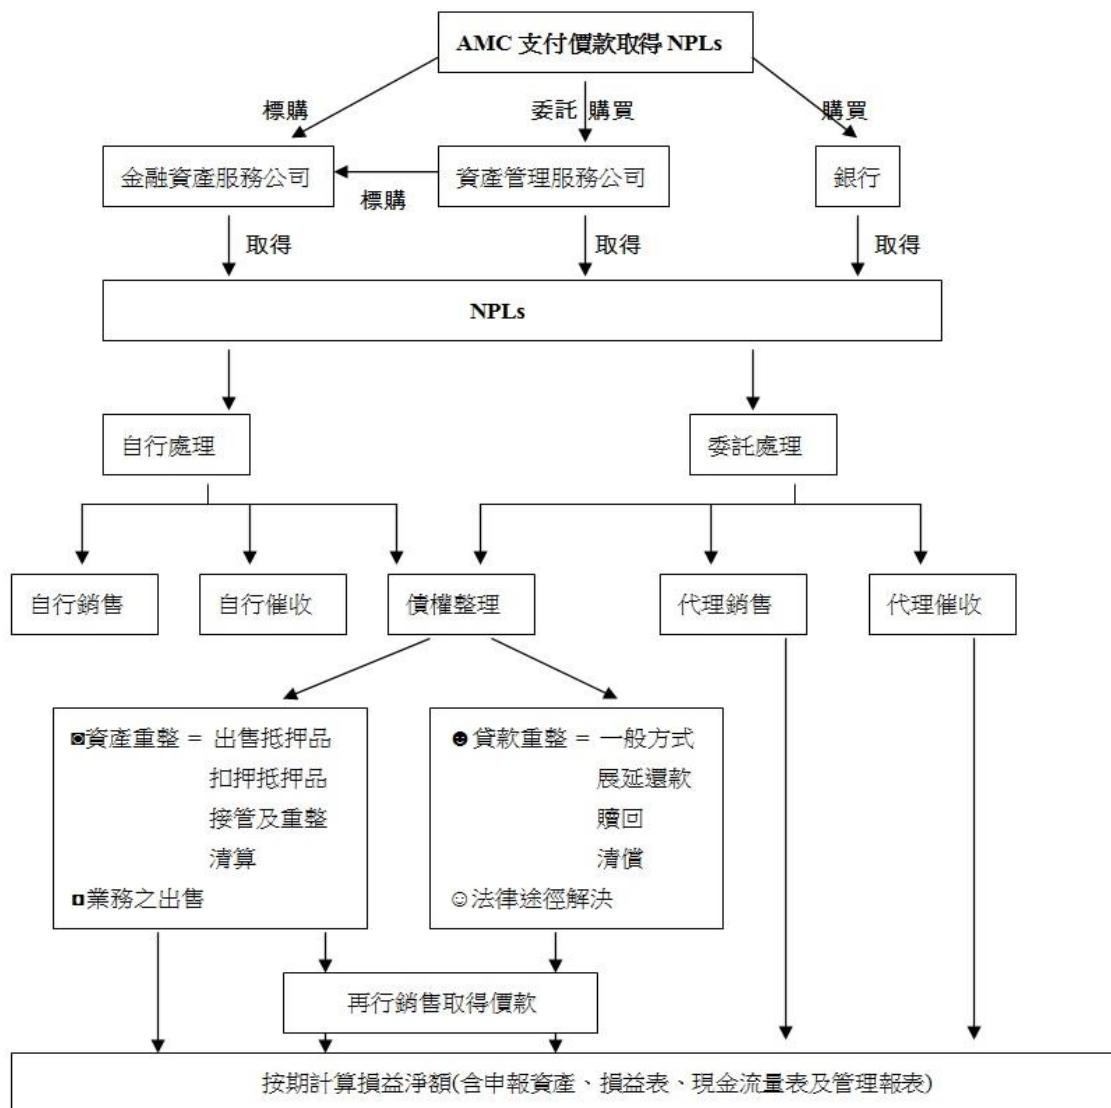 AMC 支付價款取得 NPLs
標購
委託 購買
購買
金融資產服務公司
資產管理服務公司
銀行
標購
取得
取得
取得
NPLs
自行處理
委託處理
自行銷售
自行催收
債權整理
代理銷售
代理催收
◙資產重整 = 出售抵押品
扣押抵押品
接管及重整
清算
◘業務之出售
☻貸款重整 = 一般方式
展延還款
贖回
清償
☺法律途徑解決
再行銷售取得價款
按期計算損益淨額(含申報資產、損益表、現金流量表及管理報表)